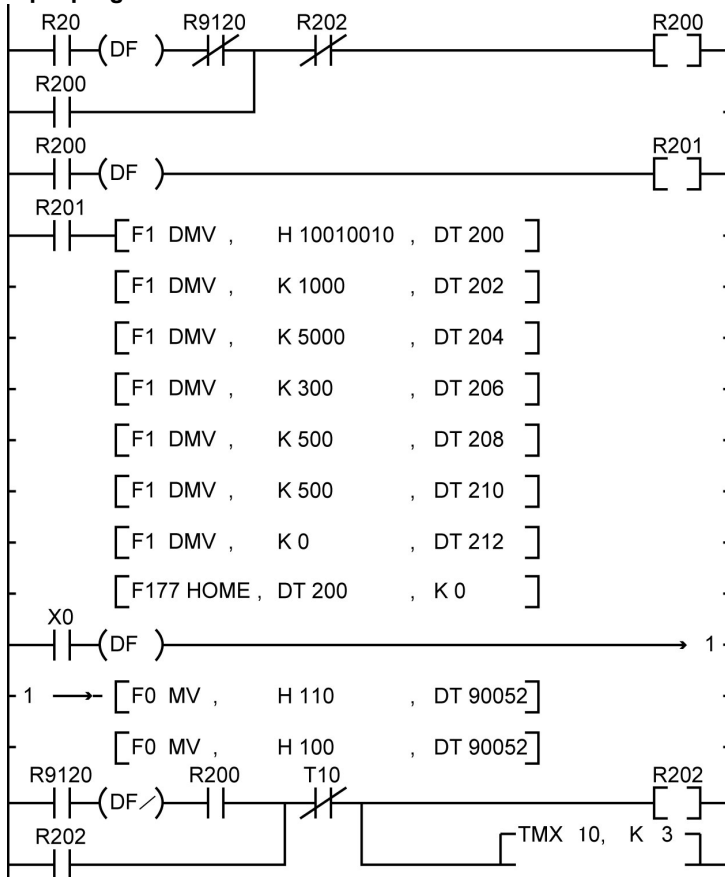 R20 R9120 R202 R200
(DF )
R200
R200 R201
(DF )
R201
F1 DMV , H 10010010 , DT 200
F1 DMV , K 1000 , DT 202
F1 DMV , K 5000 , DT 204
F1 DMV , K 300 , DT 206
F1 DMV , K 500 , DT 208
F1 DMV , K 500 , DT 210
F1 DMV , K 0 , DT 212
F177 HOME , DT 200 , K 0
X0
(DF ) 1
1 F0 MV , H 110 , DT 90052
F0 MV , H 100 , DT 90052
R9120 R200 T10 R202
(DF/)
R202 TMX 10, K 3